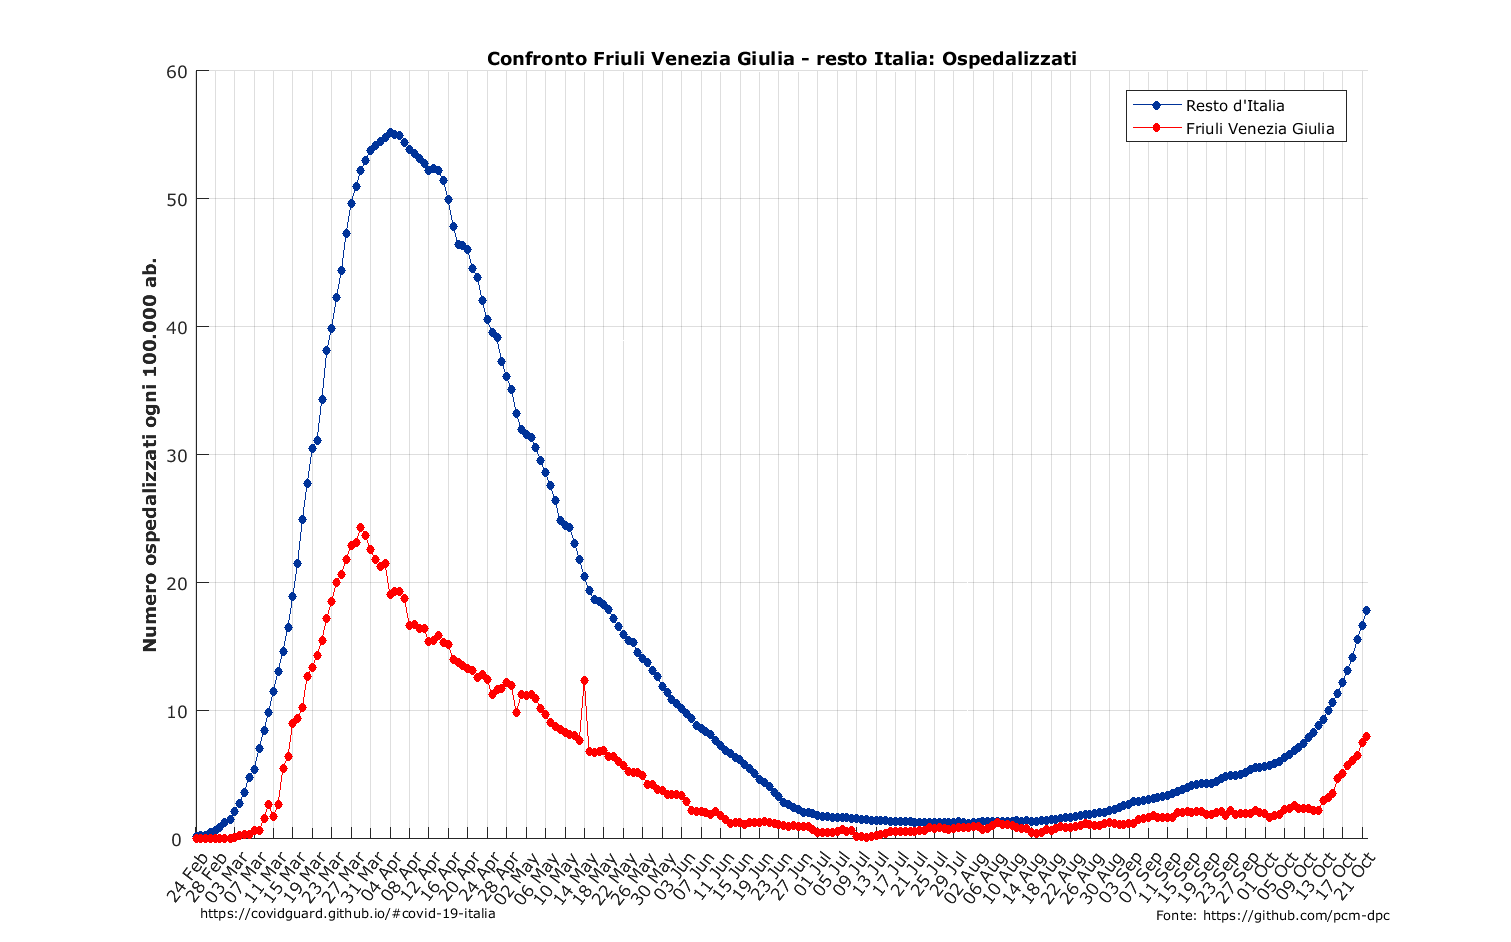 Confronto Friuli Venezia Giulia - resto Italia: Ospedalizzati
Resto d'Italia
Friuli Venezia Giulia
Numero ospedalizzati ogni 100.000 ab.
60
50
40
30
20
10
0
24 Feb
28 Feb
03 Mar
07 Mar
11 Mar
15 Mar
19 Mar
23 Mar
27 Mar
31 Mar
04 Apr
08 Apr
12 Apr
16 Apr
20 Apr
24 Apr
28 Apr
02 May
06 May
10 May
14 May
18 May
22 May
26 May
30 May
03 Jun
07 Jun
11 Jun
15 Jun
19 Jun
23 Jun
27 Jun
01 Jul
05 Jul
09 Jul
13 Jul
17 Jul
21 Jul
25 Jul
29 Jul
02 Aug
06 Aug
10 Aug
14 Aug
18 Aug
22 Aug
26 Aug
30 Aug
03 Sep
07 Sep
11 Sep
15 Sep
19 Sep
23 Sep
27 Sep
01 Oct
05 Oct
09 Oct
13 Oct
17 Oct
21 Oct
https://covidguard.github.io/#covid-19-italia
Fonte: https://github.com/pcm-dpc